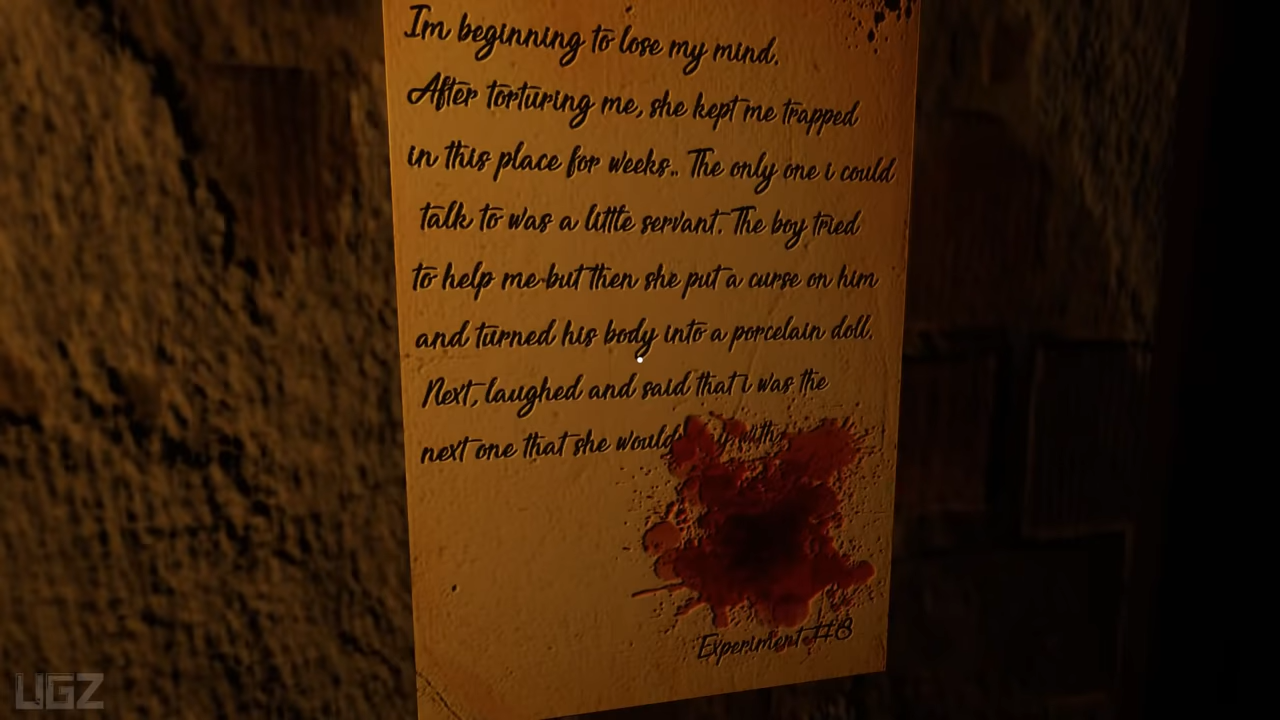 Im beginning to lose my mind.
After torturing me, she kept me trapped
in this place for weeks.. The only one i could
talk to was a little servant. The boy tried
to help me but then she put a curse on him
and turned his body into a porcelain doll.
Next, laughed and said that i was the
next one that she would with
Experiment #8
UGZ